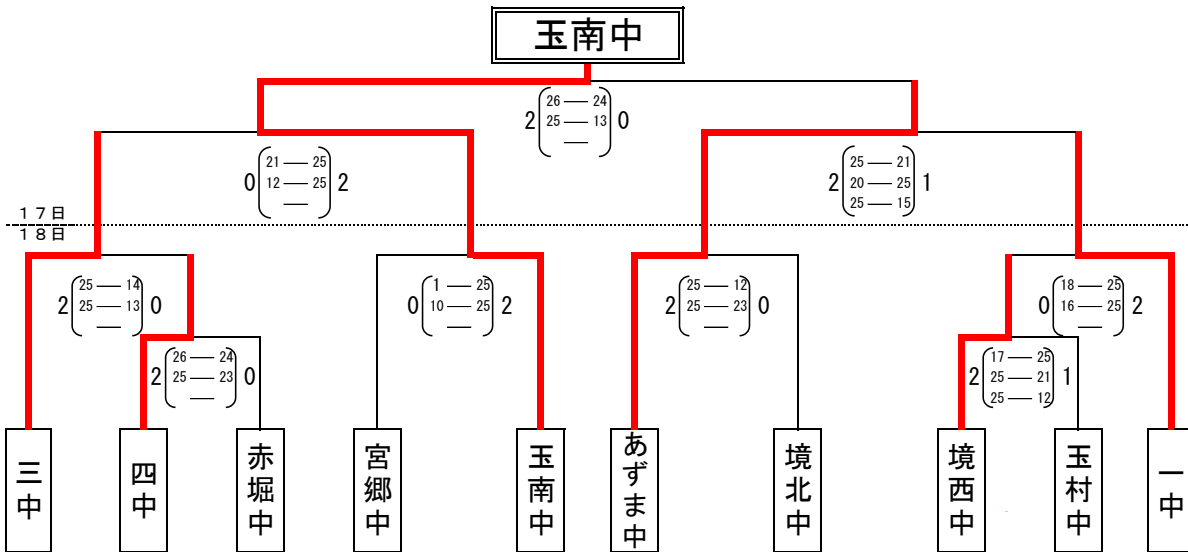 玉南中
26 — 24
2 25 — 13 0
—
21 — 25
0 12 — 25 2
—
25 — 21
2 20 — 25 1
25 — 15
17日
18日
25 — 14
2 25 — 13 0
—
1 — 25
0 10 — 25 2
—
25 — 12
2 25 — 23 0
—
18 — 25
0 16 — 25 2
—
26 — 24
2 25 — 23 0
—
17 — 25
2 25 — 21 1
25 — 12
三中
四中
赤堀中
宮郷中
玉南中
あずま中
境北中
境西中
玉村中
一中